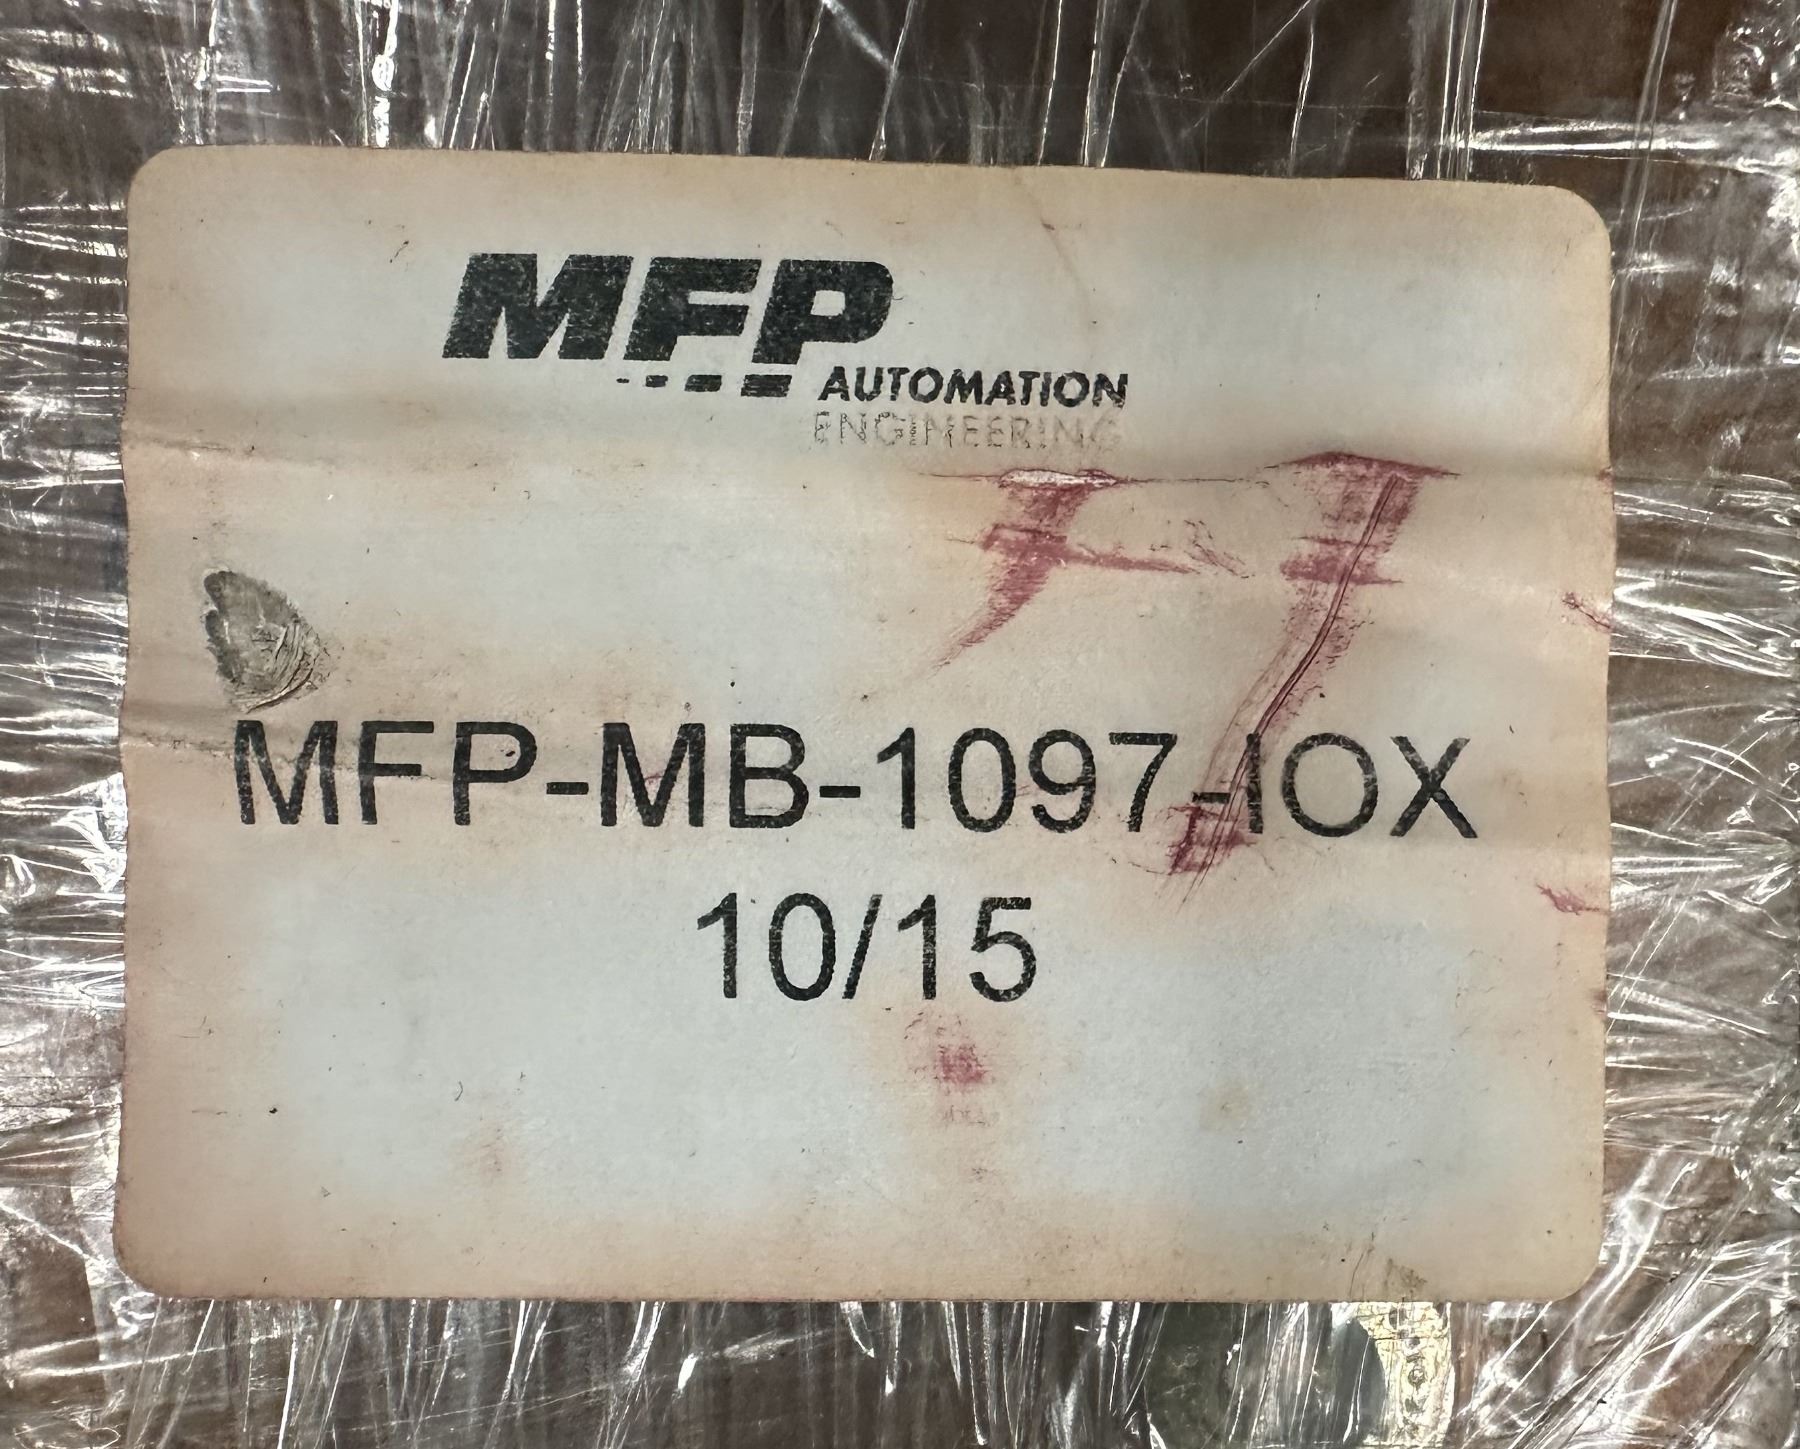 MFP
AUTOMATION
ENGINEERING
MFP-MB-1097-IOX
10/15